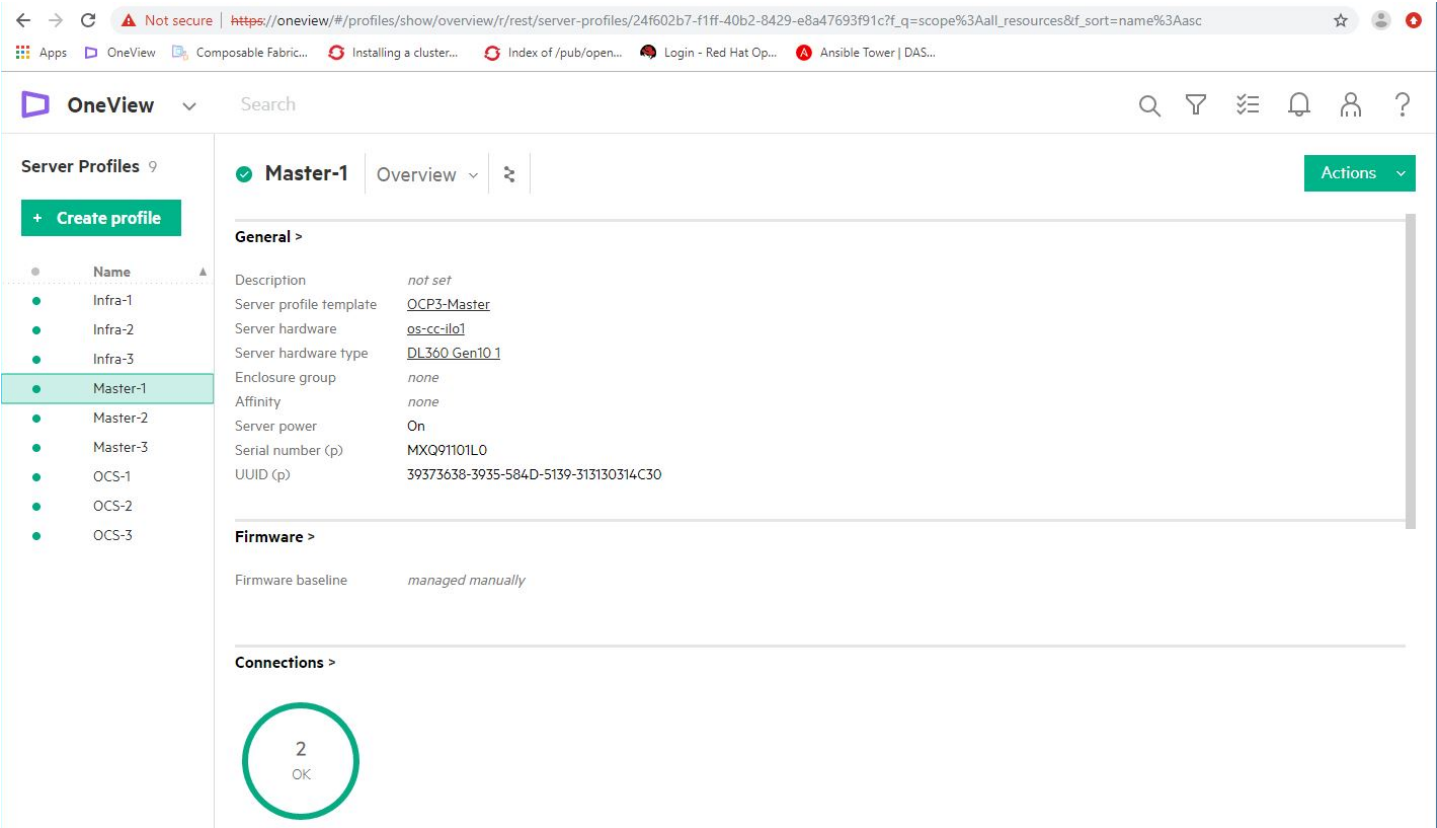 Not secure | https://oneview/#/profiles/show/overview/r/rest/server-profiles/24f602b7-f1ff-40b2-8429-e8a47693f91c?f_q=scope%3Aall_resources&f_sort=name%3Aasc
Apps OneView Composable Fabric... Installing a cluster... Index of /pub/open... Login - Red Hat Op... Ansible Tower | DAS...
OneView Search ?
Server Profiles 9
+ Create profile
Name
Infra-1
Infra-2
Infra-3
Master-1
Master-2
Master-3
OCS-1
OCS-2
OCS-3
Master-1 Overview
Actions
General >
Description not set
Server profile template OCP3-Master
Server hardware os-cc-ilo1
Server hardware type DL360 Gen10 1
Enclosure group none
Affinity none
Server power On
Serial number (p) MXQ91101L0
UUID (p) 39373638-3935-584D-5139-313130314C30
Firmware >
Firmware baseline managed manually
Connections >
2
OK